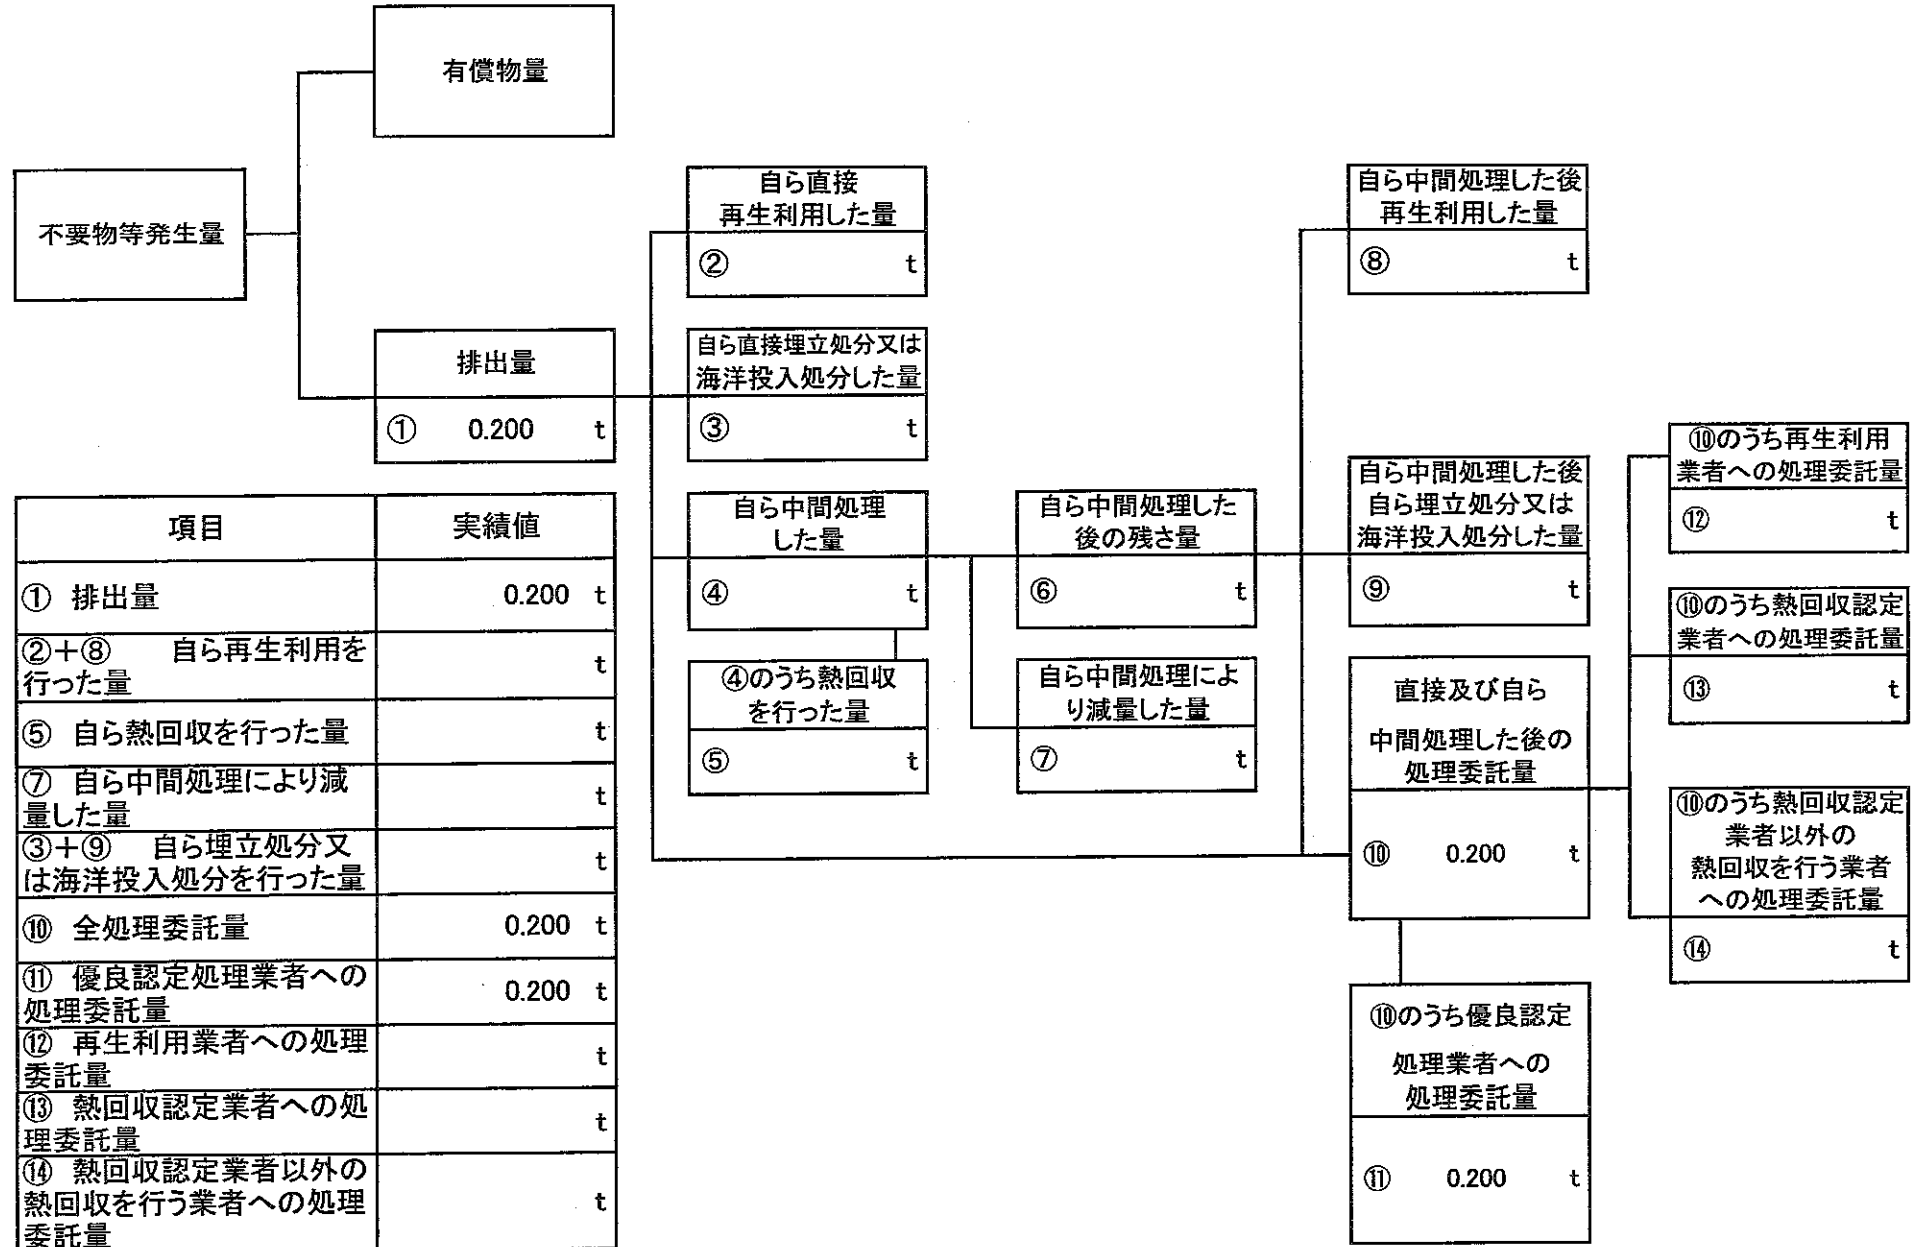 有償物量
不要物等発生量
排出量
① 0.200 t
自ら直接
再生利用した量
② t
自ら直接埋立処分又は
海洋投入処分した量
③ t
自ら中間処理
した量
④ t
④のうち熱回収
を行った量
⑤ t
自ら中間処理した
後の残さ量
⑥ t
自ら中間処理によ
り減量した量
⑦ t
自ら中間処理した後
再生利用した量
⑧ t
自ら中間処理した後
自ら埋立処分又は
海洋投入処分した量
⑨ t
直接及び自ら
中間処理した後の
処理委託量
⑩ 0.200 t
⑩のうち優良認定
処理業者への
処理委託量
⑪ 0.200 t
⑩のうち再生利用
業者への処理委託量
⑫ t
⑩のうち熱回収認定
業者への処理委託量
⑬ t
⑩のうち熱回収認定
業者以外の
熱回収を行う業者
への処理委託量
⑭ t
項目 実績値
① 排出量 0.200 t
②+⑧ 自ら再生利用を
行った量 t
⑤ 自ら熱回収を行った量 t
⑦ 自ら中間処理により減
量した量 t
③+⑨ 自ら埋立処分又
は海洋投入処分を行った量 t
⑩ 全処理委託量 0.200 t
⑪ 優良認定処理業者への
処理委託量 0.200 t
⑫ 再生利用業者への処理
委託量 t
⑬ 熱回収認定業者への処
理委託量 t
⑭ 熱回収認定業者以外の
熱回収を行う業者への処理
委託量 t